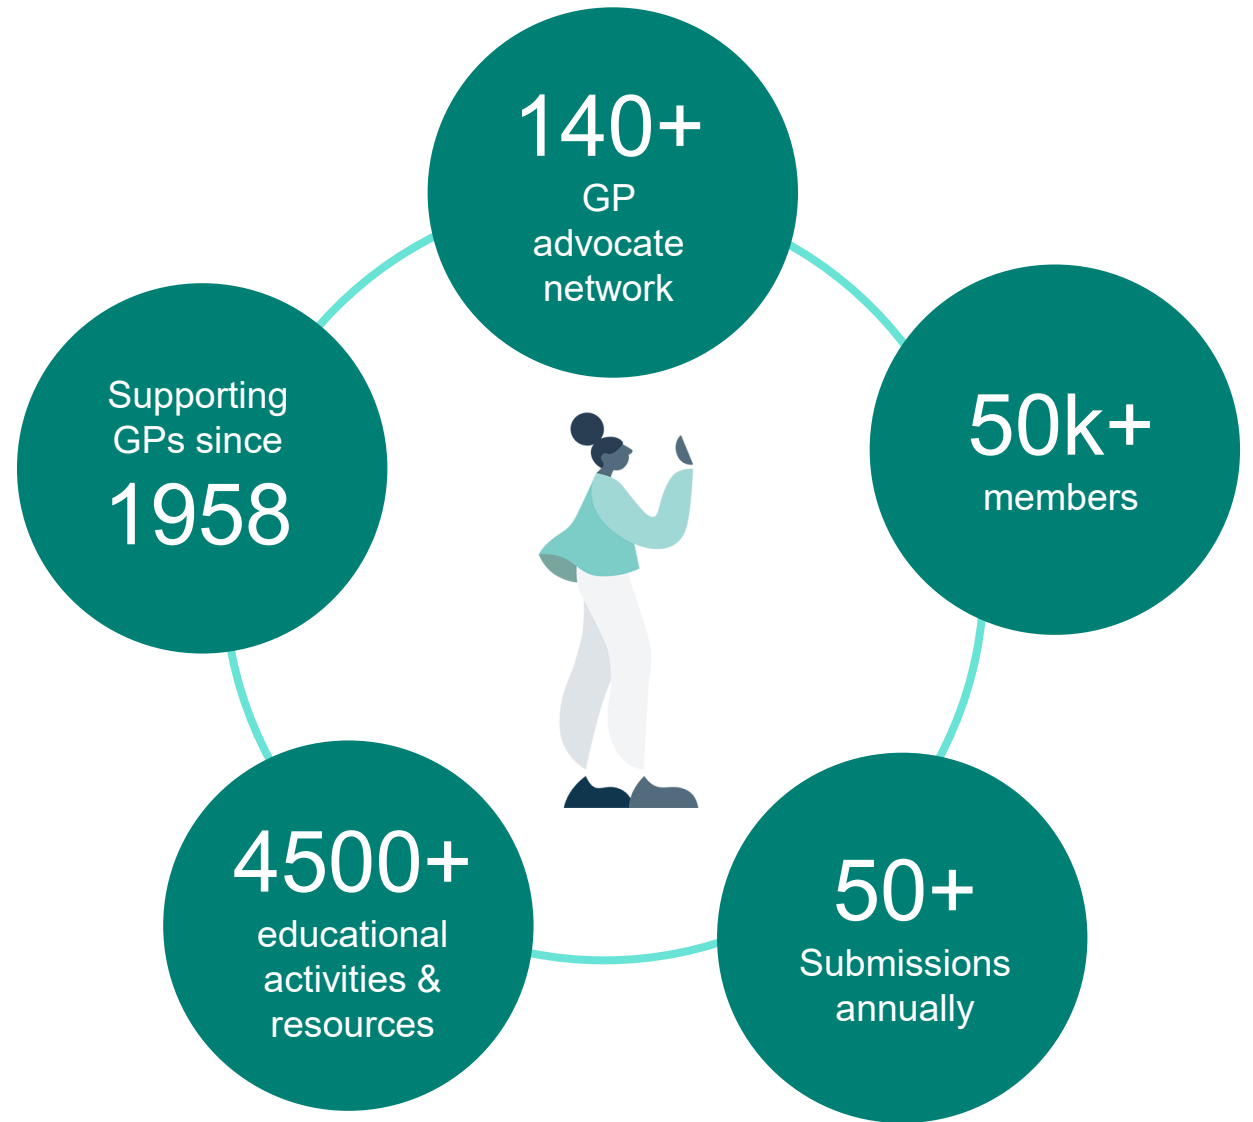 140+
GP
advocate
network
50k+
members
50+
Submissions
annually
4500+
educational
activities &
resources
Supporting
GPs since
1958